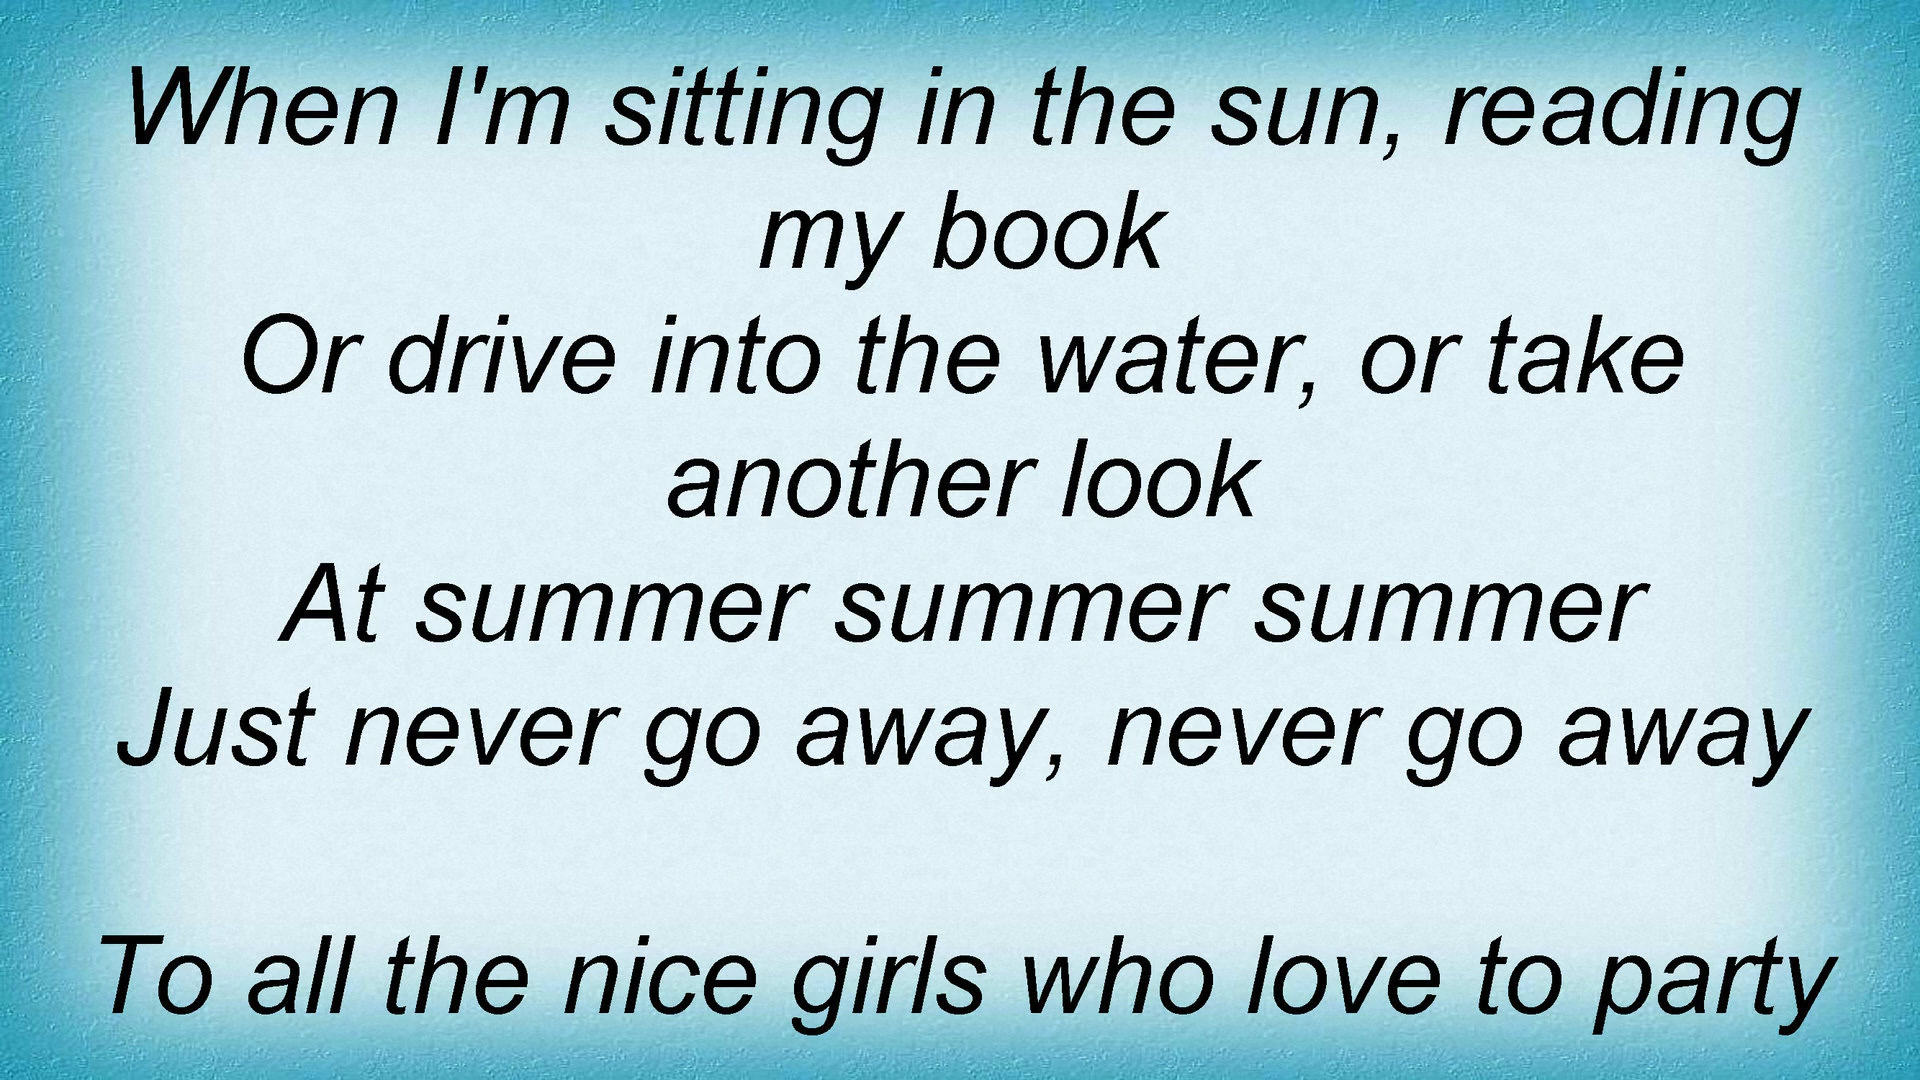 When I'm sitting in the sun, reading
my book
Or drive into the water, or take
another look
At summer summer summer
Just never go away, never go away
To all the nice girls who love to party